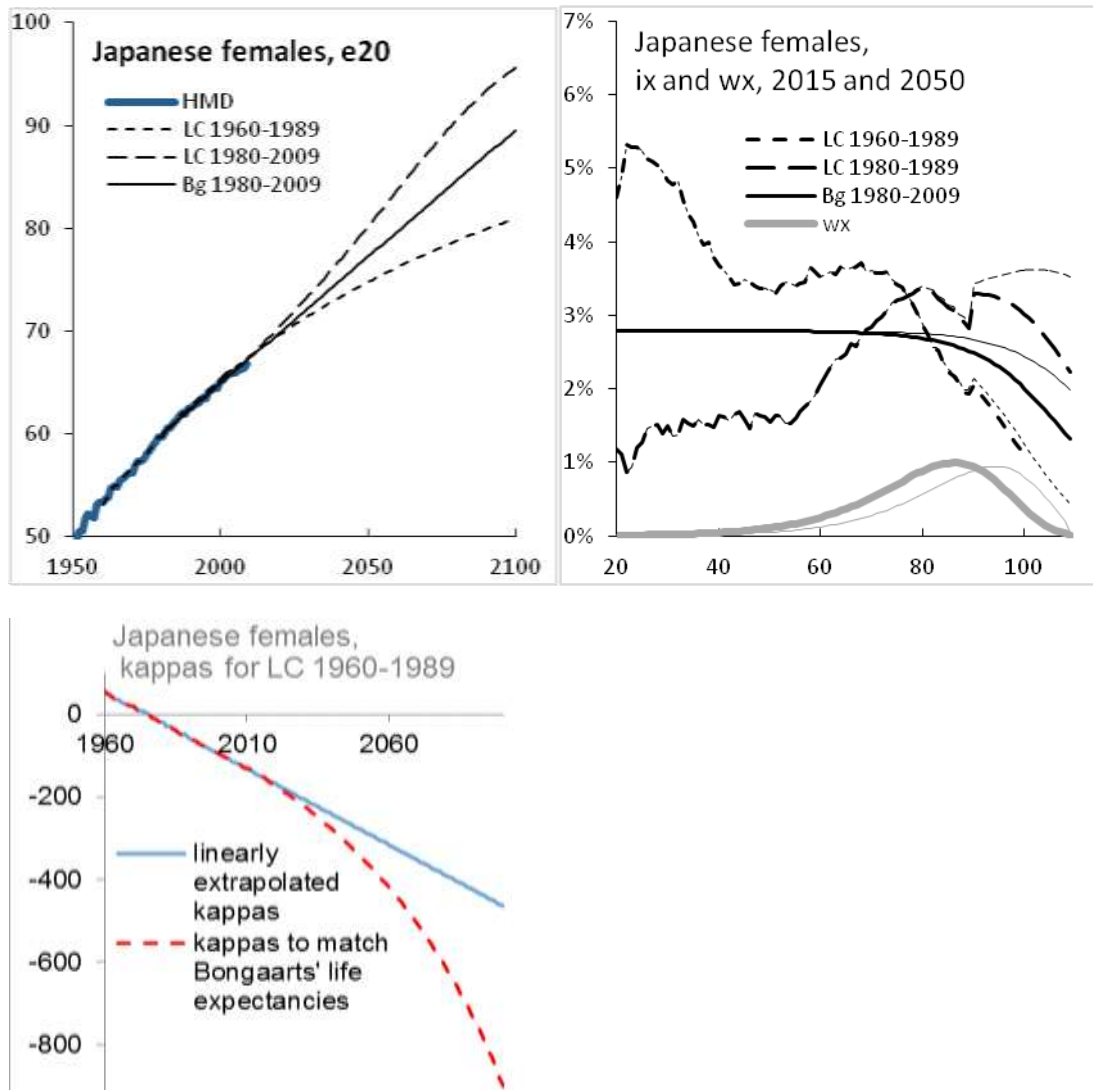 Japanese females, e20
HMD
LC 1960-1989
LC 1980-2009
Bg 1980-2009
100
90
80
70
60
50
1950
2000
2050
2100
Japanese females,
ix and wx, 2015 and 2050
LC 1960-1989
LC 1980-1989
Bg 1980-2009
wx
7%
6%
5%
4%
3%
2%
1%
0%
20
40
60
80
100
Japanese females,
kappas for LC 1960-1989
0
1960
2010
2060
-200
-400
-600
-800
linearly
extrapolated
kappas
kappas to match
Bongaarts' life
expectancies